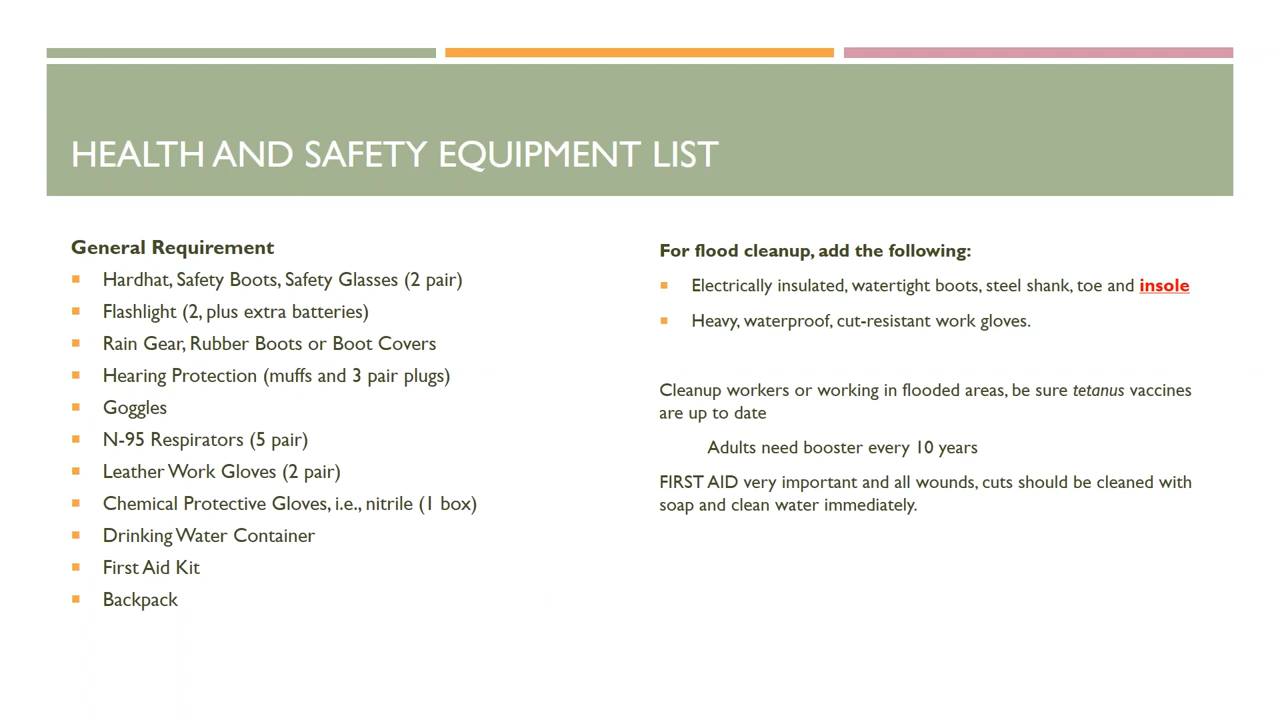 HEALTH AND SAFETY EQUIPMENT LIST
General Requirement
Hardhat, Safety Boots, Safety Glasses (2 pair)
Flashlight (2, plus extra batteries)
Rain Gear, Rubber Boots or Boot Covers
Hearing Protection (muffs and 3 pair plugs)
Goggles
N-95 Respirators (5 pair)
Leather Work Gloves (2 pair)
Chemical Protective Gloves, i.e., nitrile (1 box)
Drinking Water Container
First Aid Kit
Backpack
For flood cleanup, add the following:
Electrically insulated, watertight boots, steel shank, toe and insole
Heavy, waterproof, cut-resistant work gloves.
Cleanup workers or working in flooded areas, be sure tetanus vaccines
are up to date
Adults need booster every 10 years
FIRST AID very important and all wounds, cuts should be cleaned with
soap and clean water immediately.